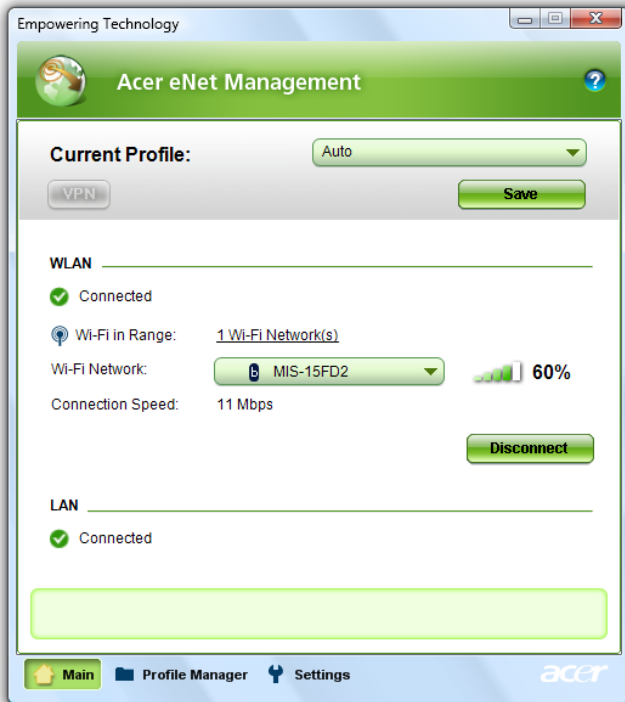 Empowering Technology
Acer eNet Management
?
Current Profile: Auto
VPN Save
WLAN
Connected
Wi-Fi in Range: 1 Wi-Fi Network(s)
Wi-Fi Network: b MIS-15FD2 60%
Connection Speed: 11 Mbps
Disconnect
LAN
Connected
Main Profile Manager Settings acer